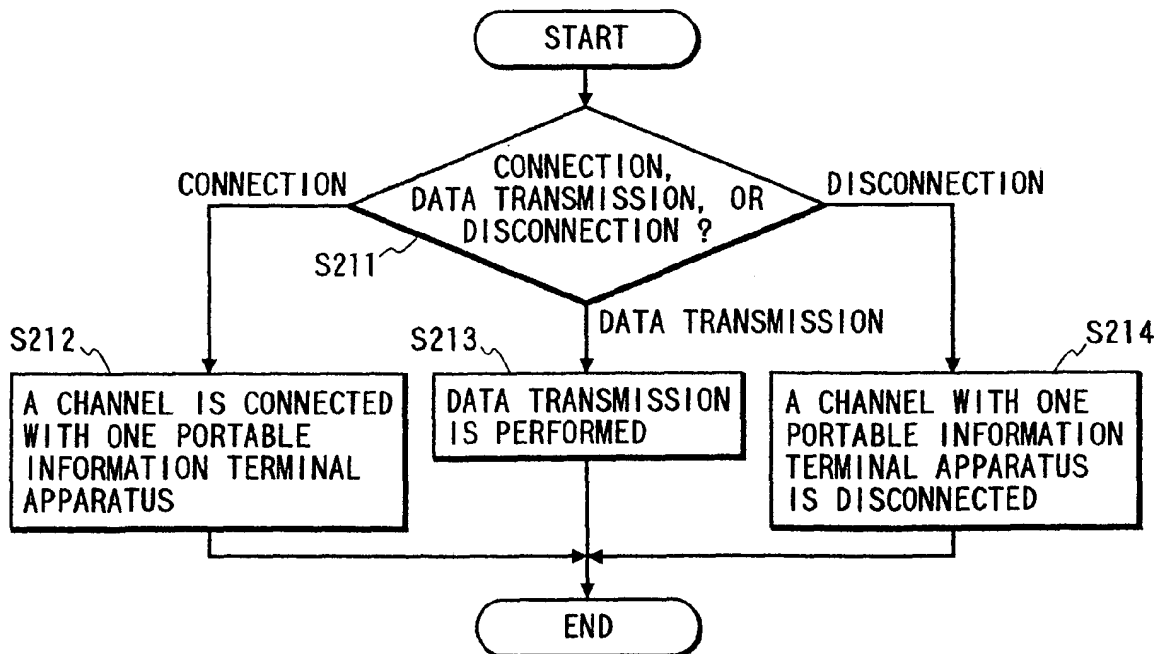 START
CONNECTION,
DATA TRANSMISSION, OR
DISCONNECTION ?
CONNECTION
DISCONNECTION
S211
DATA TRANSMISSION
S212
A CHANNEL IS CONNECTED
WITH ONE PORTABLE
INFORMATION TERMINAL
APPARATUS
S213
DATA TRANSMISSION
IS PERFORMED
S214
A CHANNEL WITH ONE
PORTABLE INFORMATION
TERMINAL APPARATUS
IS DISCONNECTED
END